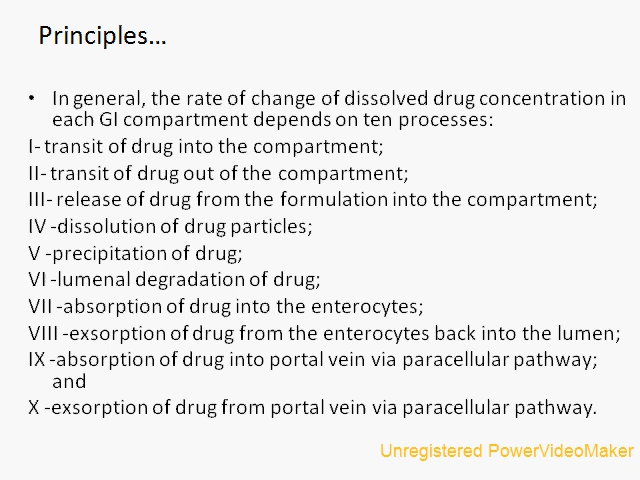 Principles...
• In general, the rate of change of dissolved drug concentration in
each GI compartment depends on ten processes:
I- transit of drug into the compartment;
II- transit of drug out of the compartment;
III- release of drug from the formulation into the compartment;
IV -dissolution of drug particles;
V -precipitation of drug;
VI -lumenal degradation of drug;
VII -absorption of drug into the enterocytes;
VIII -exsorption of drug from the enterocytes back into the lumen;
IX -absorption of drug into portal vein via paracellular pathway;
and
X -exsorption of drug from portal vein via paracellular pathway.
Unregistered PowerVideoMaker